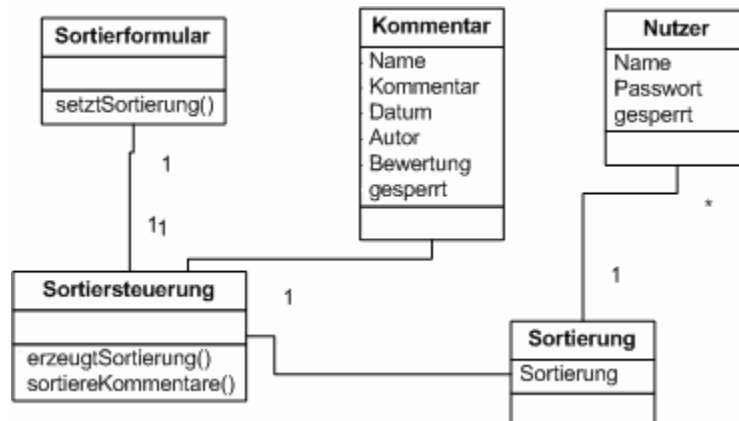 Sortierformular
setztSortierung()
Kommentar
Name
Kommentar
Datum
Autor
Bewertung
gesperrt
Nutzer
Name
Passwort
gesperrt
1
11
*
1
1
Sortiersteuerung
erzeugtSortierung()
sortiereKommentare()
Sortierung
Sortierung